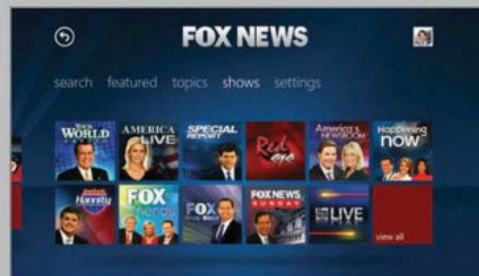 FOX NEWS
search featured topics shows settings
YOUR
WORLD
CAVUTO
AMERICA
LIVE
SPECIAL
REPORT
Red
eye
America's
NEWSROOM
Happening
now
Hannity
FOX
friends
FOX
FOX NEWS
SUNDAY
LIVE
view all